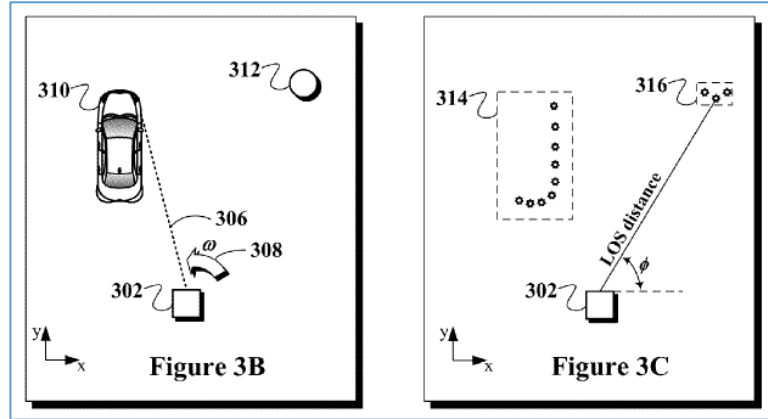 312
310
306
ω
308
302
y
x
Figure 3B
316
314
LOS distance
ϕ
302
y
x
Figure 3C